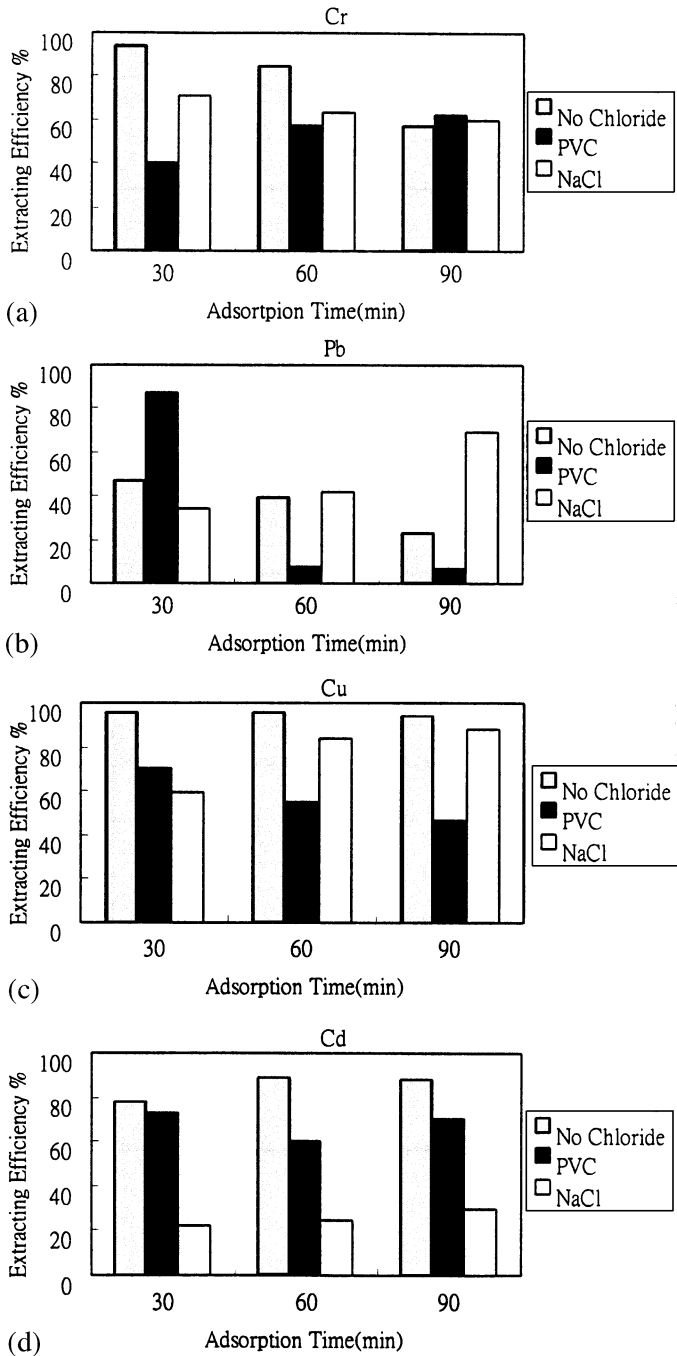 Cr
Extracting Efficiency %
100
80
60
40
20
0
30 60 90
Adsortpion Time(min)
No Chloride
PVC
NaCl
(a)
Pb
Extracting Efficiency %
100
80
60
40
20
0
30 60 90
Adsorption Time(min)
No Chloride
PVC
NaCl
(b)
Cu
Extracting Efficiency %
100
80
60
40
20
0
30 60 90
Adsorption Time(min)
No Chloride
PVC
NaCl
(c)
Cd
Extracting Efficiency %
100
80
60
40
20
0
30 60 90
Adsorption Time(min)
No Chloride
PVC
NaCl
(d)